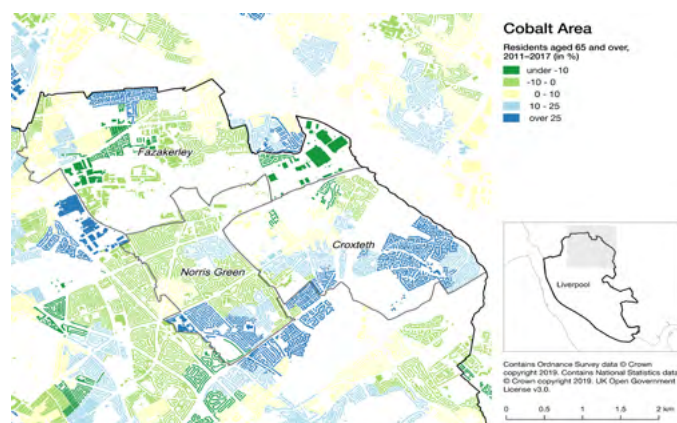 Cobalt Area
Residents aged 65 and over,
2011–2017 (in %)
under -10
-10 - 0
0 - 10
10 - 25
over 25
Fazakerley
Croxteth
Norris Green
Liverpool
Contains Ordnance Survey data © Crown
copyright 2019. Contains National Statistics data
© Crown copyright 2019. UK Open Government
License v3.0.
0 0.5 1 1.5 2 km